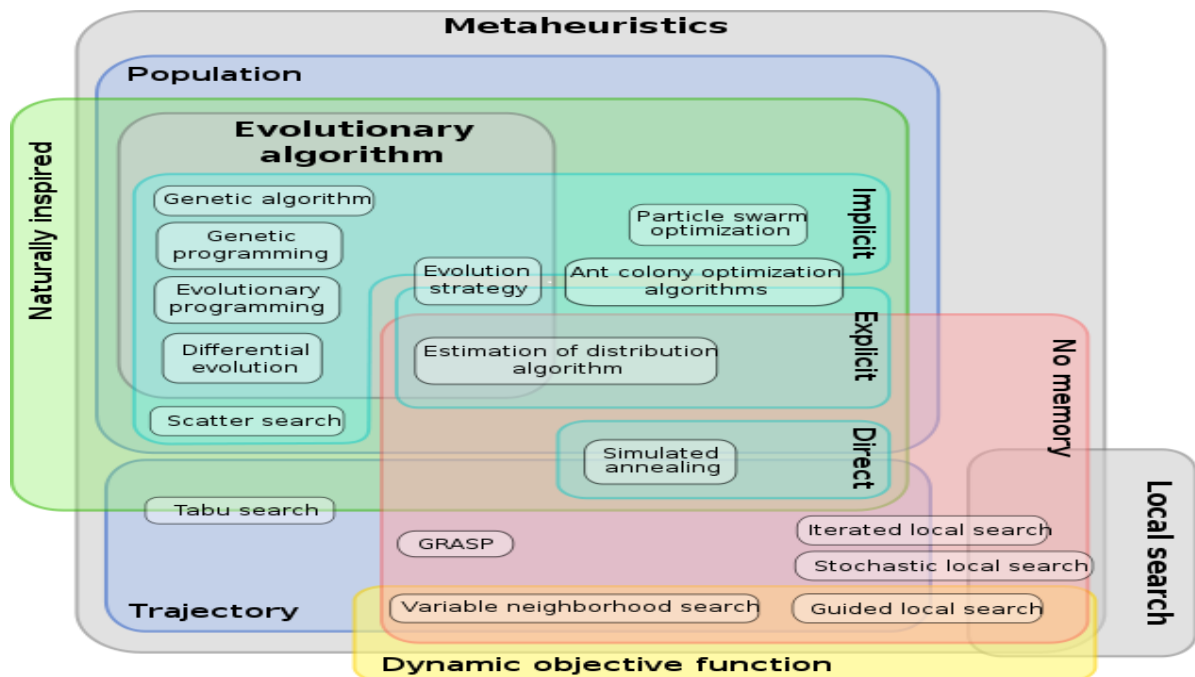 Metaheuristics
Population
Naturally inspired
Evolutionary
algorithm
Genetic algorithm
Genetic
programming
Evolutionary
programming
Differential
evolution
Scatter search
Evolution
strategy
Particle swarm
optimization
Ant colony optimization
algorithms
Implicit
Estimation of distribution
algorithm
Explicit
Simulated
annealing
Direct
No memory
Local search
Tabu search
GRASP
Iterated local search
Stochastic local search
Variable neighborhood search
Guided local search
Trajectory
Dynamic objective function